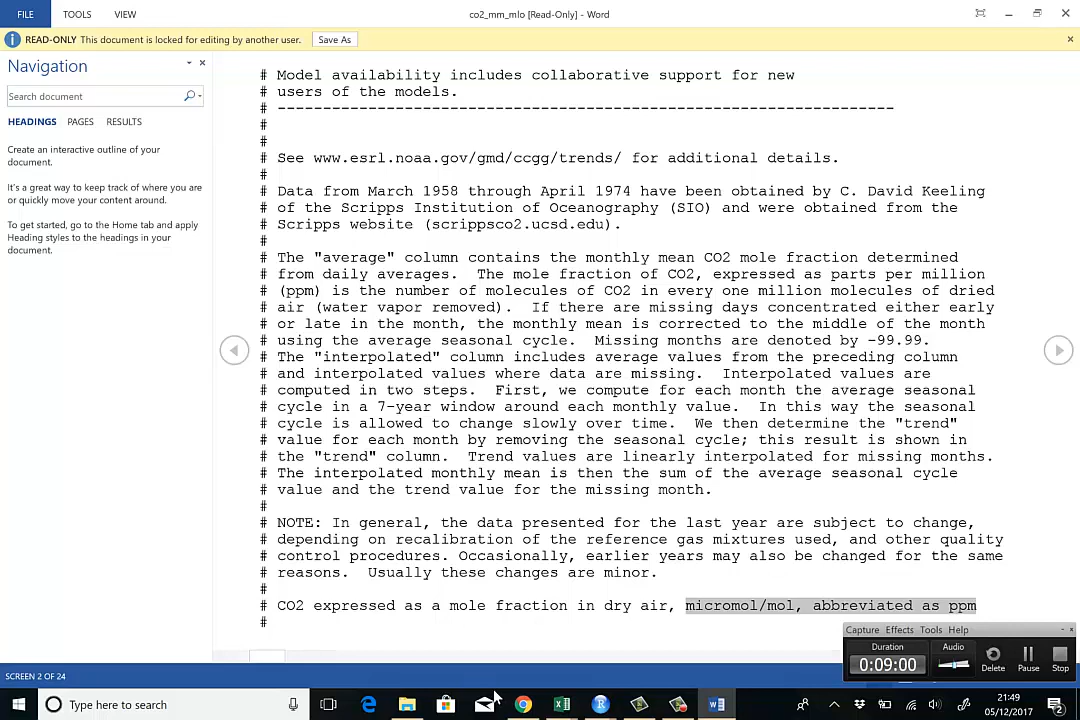 FILE TOOLS VIEW co2_mm_mlo [Read-Only] - Word
READ-ONLY This document is locked for editing by another user. Save As
Navigation
Search document
HEADINGS PAGES RESULTS
Create an interactive outline of your
document.
It's a great way to keep track of where you are
or quickly move your content around.
To get started, go to the Home tab and apply
Heading styles to the headings in your
document.
# Model availability includes collaborative support for new
# users of the models.
# --------------------------------------------------------------------
#
#
# See www.esrl.noaa.gov/gmd/ccgg/trends/ for additional details.
#
# Data from March 1958 through April 1974 have been obtained by C. David Keeling
# of the Scripps Institution of Oceanography (SIO) and were obtained from the
# Scripps website (scrippsco2.ucsd.edu).
#
# The "average" column contains the monthly mean CO2 mole fraction determined
# from daily averages.  The mole fraction of CO2, expressed as parts per million
# (ppm) is the number of molecules of CO2 in every one million molecules of dried
# air (water vapor removed).  If there are missing days concentrated either early
# or late in the month, the monthly mean is corrected to the middle of the month
# using the average seasonal cycle.  Missing months are denoted by -99.99.
# The "interpolated" column includes average values from the preceding column
# and interpolated values where data are missing.  Interpolated values are
# computed in two steps.  First, we compute for each month the average seasonal
# cycle in a 7-year window around each monthly value.  In this way the seasonal
# cycle is allowed to change slowly over time.  We then determine the "trend"
# value for each month by removing the seasonal cycle; this result is shown in
# the "trend" column.  Trend values are linearly interpolated for missing months.
# The interpolated monthly mean is then the sum of the average seasonal cycle
# value and the trend value for the missing month.
#
# NOTE: In general, the data presented for the last year are subject to change,
# depending on recalibration of the reference gas mixtures used, and other quality
# control procedures. Occasionally, earlier years may also be changed for the same
# reasons.  Usually these changes are minor.
#
# CO2 expressed as a mole fraction in dry air, micromol/mol, abbreviated as ppm
#
Capture Effects Tools Help
Duration Audio
0:09:00 Delete Pause Stop
SCREEN 2 OF 24
Type here to search
21:49
05/12/2017
2